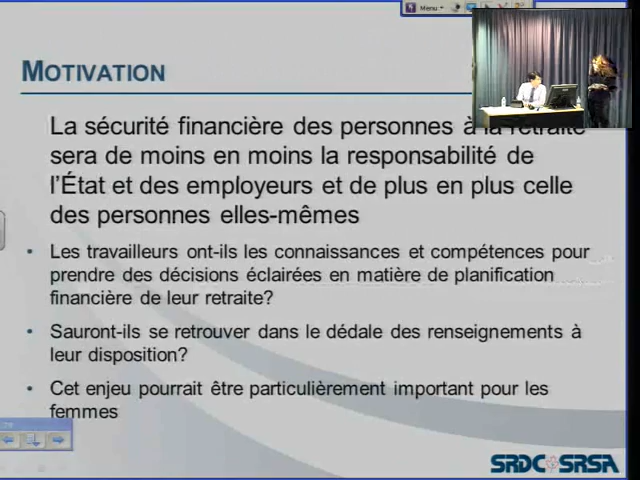 Menu
MOTIVATION
La sécurité financière des personnes à la retraite
sera de moins en moins la responsabilité de
l'État et des employeurs et de plus en plus celle
des personnes elles-mêmes
• Les travailleurs ont-ils les connaissances et compétences pour
prendre des décisions éclairées en matière de planification
financière de leur retraite?
• Sauront-ils se retrouver dans le dédale des renseignements à
leur disposition?
• Cet enjeu pourrait être particulièrement important pour les
femmes
SRDC SRSA